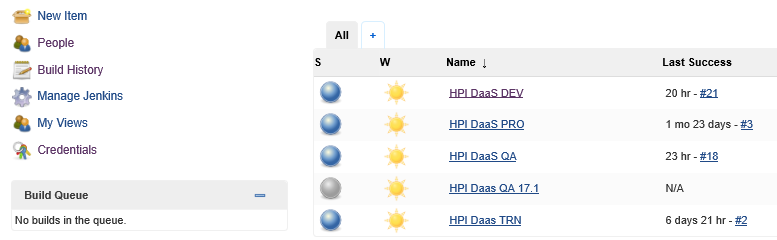 New Item
People
Build History
Manage Jenkins
My Views
Credentials
Build Queue
No builds in the queue.
All +
S W Name ↓ Last Success
HPI DaaS DEV 20 hr - #21
HPI DaaS PRO 1 mo 23 days - #3
HPI DaaS QA 23 hr - #18
HPI Daas QA 17.1 N/A
HPI Daas TRN 6 days 21 hr - #2